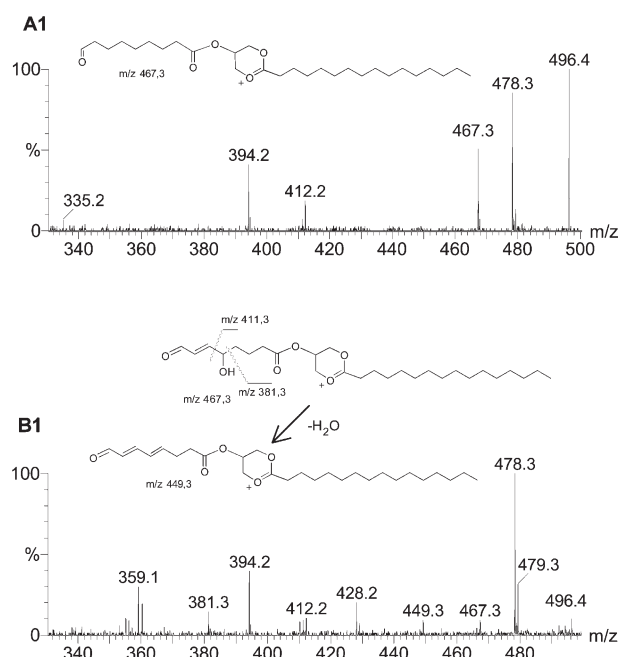 A1
O
O
O
O
O
+
m/z 467,3
100
%
0
335.2
394.2
412.2
467.3
478.3
496.4
340 360 380 400 420 440 460 480 500 m/z
m/z 411,3
O
OH
O
O
O
O
+
m/z 467,3
m/z 381,3
B1
-H₂O
O
O
O
O
O
+
m/z 449,3
100
%
0
359.1
381.3
394.2
412.2
428.2
449.3
467.3
478.3
479.3
496.4
340 360 380 400 420 440 460 480 500 m/z